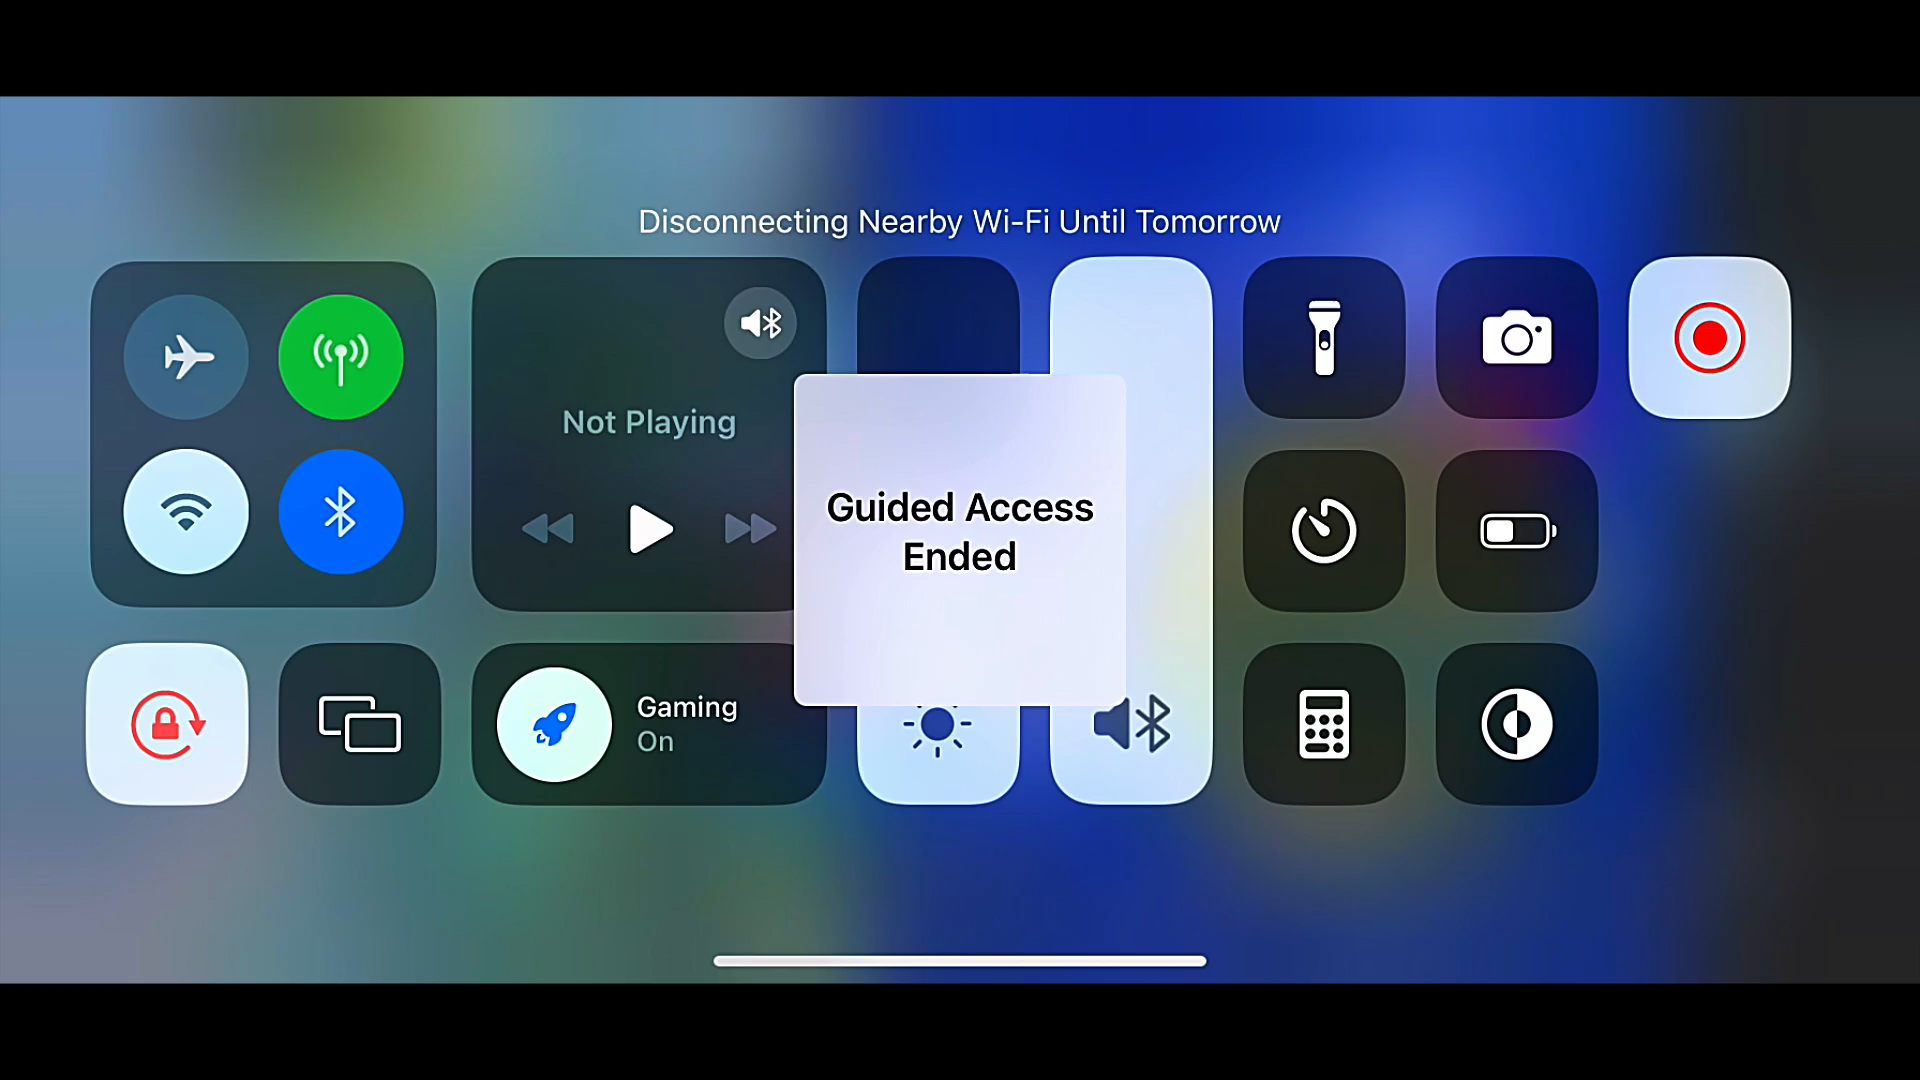 Disconnecting Nearby Wi-Fi Until Tomorrow
Not Playing
Guided Access
Ended
Gaming
On